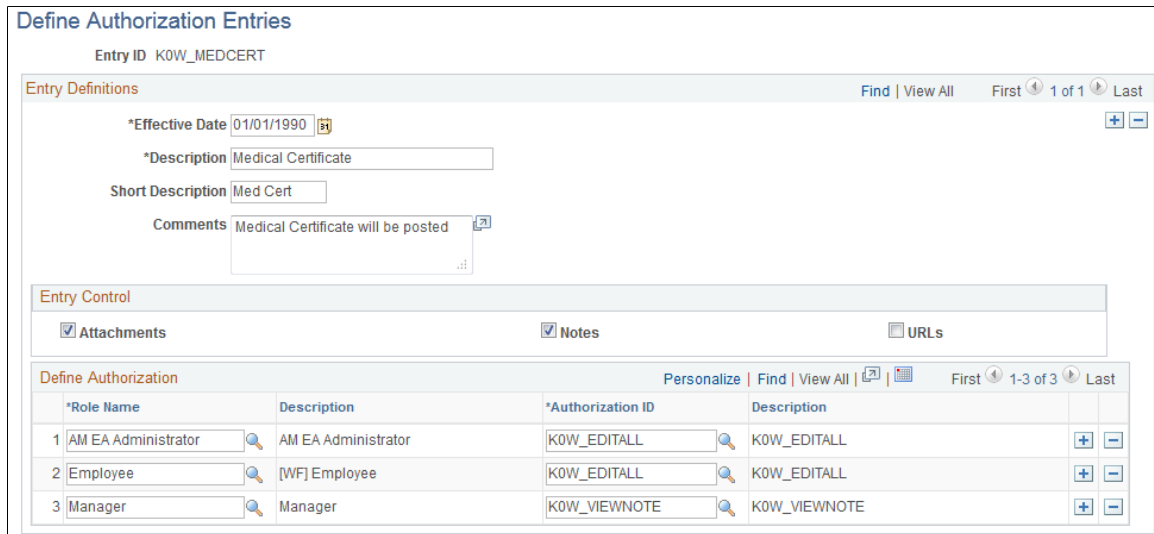 Define Authorization Entries
Entry ID K0W_MEDCERT
Entry Definitions Find | View All First 1 of 1 Last
*Effective Date 01/01/1990 31
*Description Medical Certificate
Short Description Med Cert
Comments Medical Certificate will be posted
Entry Control
Attachments Notes URLs
Define Authorization Personalize | Find | View All | | First 1-3 of 3 Last
*Role Name Description *Authorization ID Description
1 AM EA Administrator AM EA Administrator K0W_EDITALL K0W_EDITALL
2 Employee [WF] Employee K0W_EDITALL K0W_EDITALL
3 Manager Manager K0W_VIEWNOTE K0W_VIEWNOTE